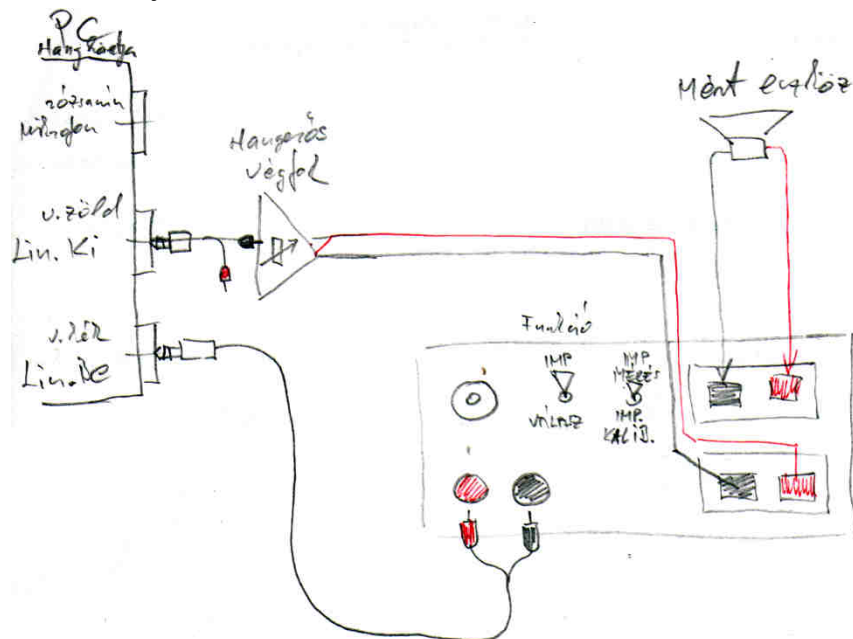 PC
Hangkártya
rózsaszín
Mikrofon
v.zöld
Lin. Ki
v.kék
Lin. Be
Hangerős
végfok
Mért eszköz
Funkció
IMP
VÁLASZ
IMP.
MÉRÉS
IMP.
KALIB.